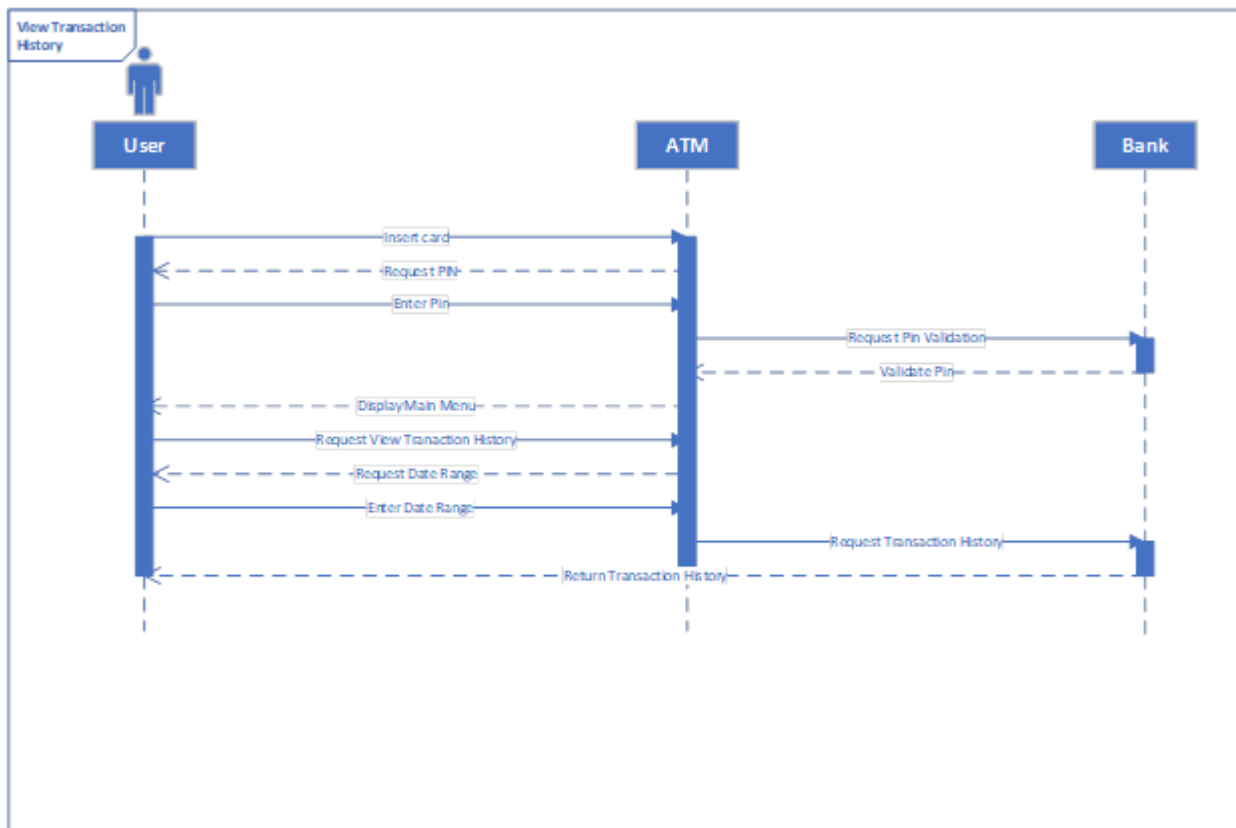 View Transaction
History
User
ATM
Bank
Insert card
Request PIN
Enter Pin
Request Pin Validation
Validate Pin
Display Main Menu
Request View Tranaction History
Request Date Range
Enter Date Range
Request Transaction History
Return Transaction History